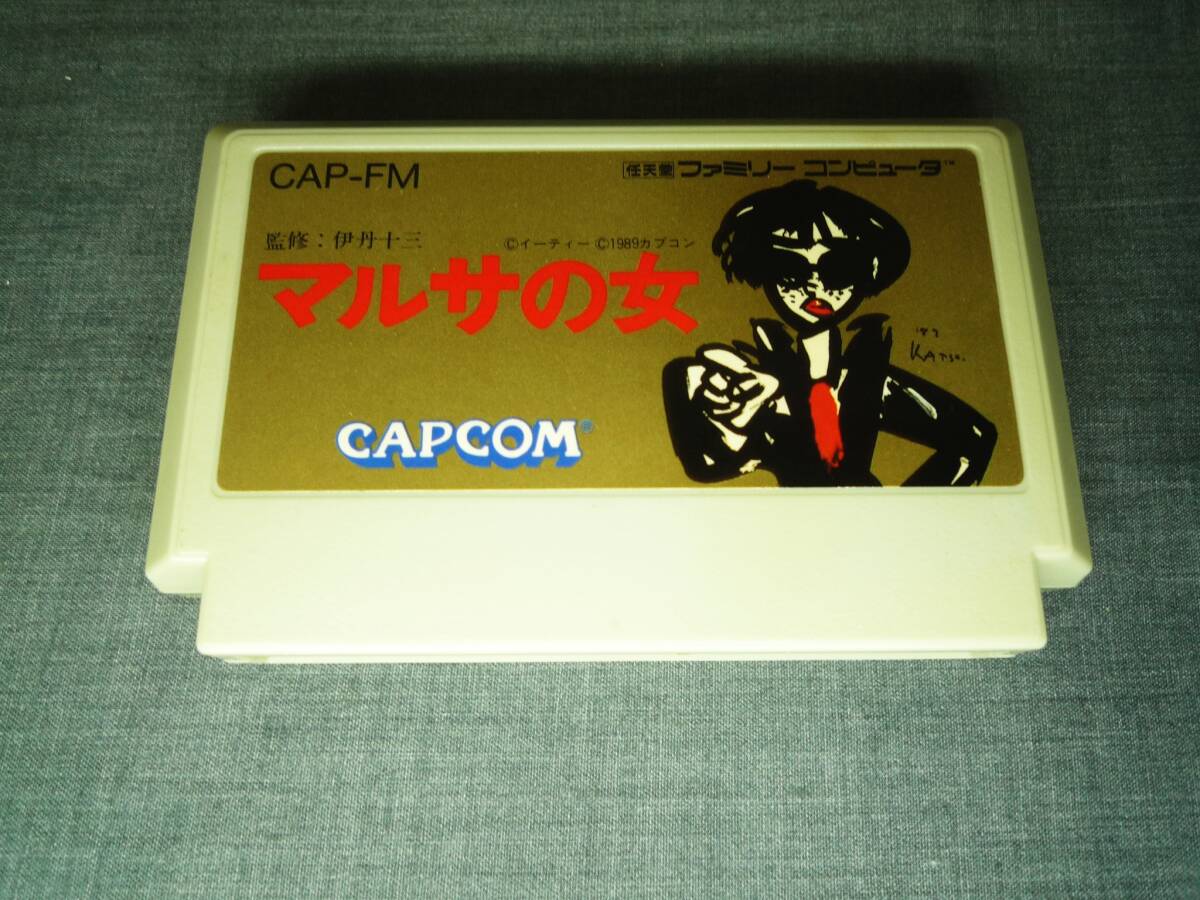 CAP-FM
任天堂 ファミリー コンピュータ™
監修：伊丹十三
©イーティー ©1989カプコン
マルサの女
CAPCOM®